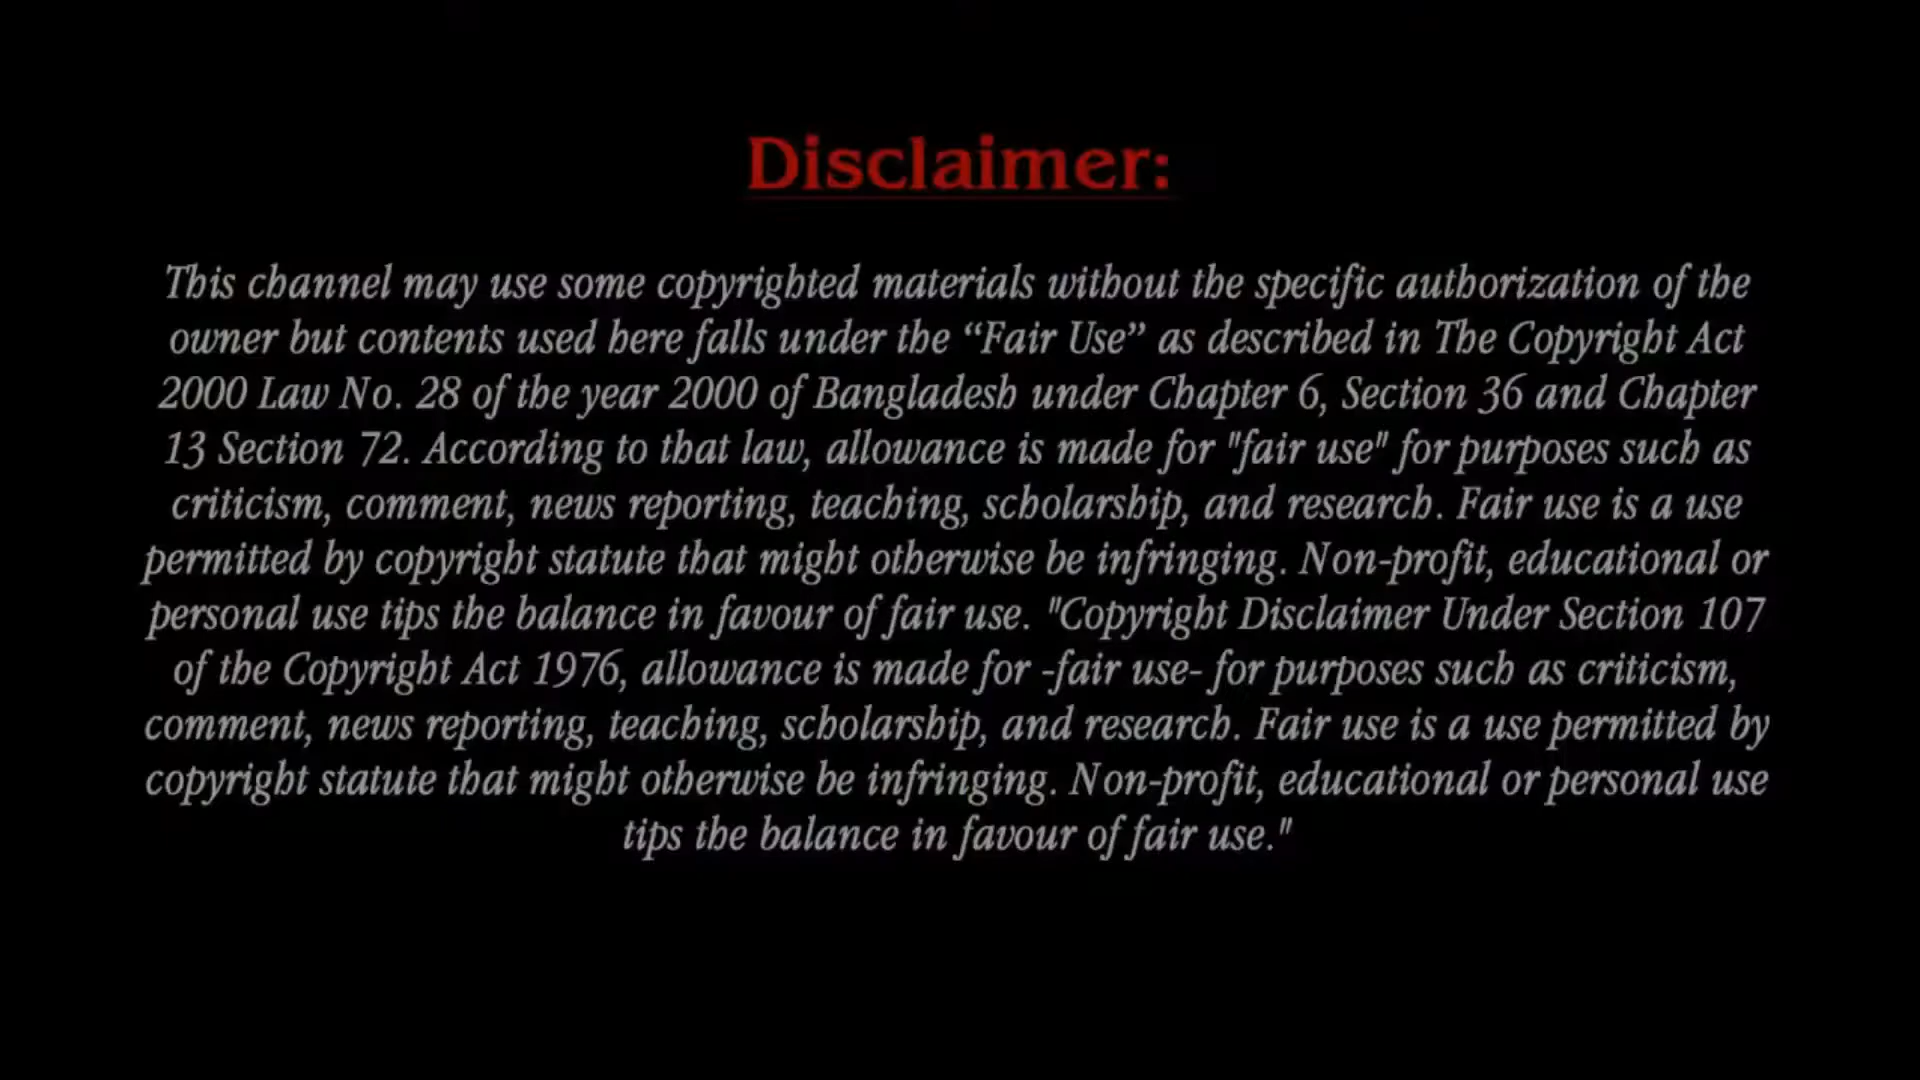 Disclaimer:
This channel may use some copyrighted materials without the specific authorization of the
owner but contents used here falls under the “Fair Use” as described in The Copyright Act
2000 Law No. 28 of the year 2000 of Bangladesh under Chapter 6, Section 36 and Chapter
13 Section 72. According to that law, allowance is made for "fair use" for purposes such as
criticism, comment, news reporting, teaching, scholarship, and research. Fair use is a use
permitted by copyright statute that might otherwise be infringing. Non-profit, educational or
personal use tips the balance in favour of fair use. "Copyright Disclaimer Under Section 107
of the Copyright Act 1976, allowance is made for -fair use- for purposes such as criticism,
comment, news reporting, teaching, scholarship, and research. Fair use is a use permitted by
copyright statute that might otherwise be infringing. Non-profit, educational or personal use
tips the balance in favour of fair use."